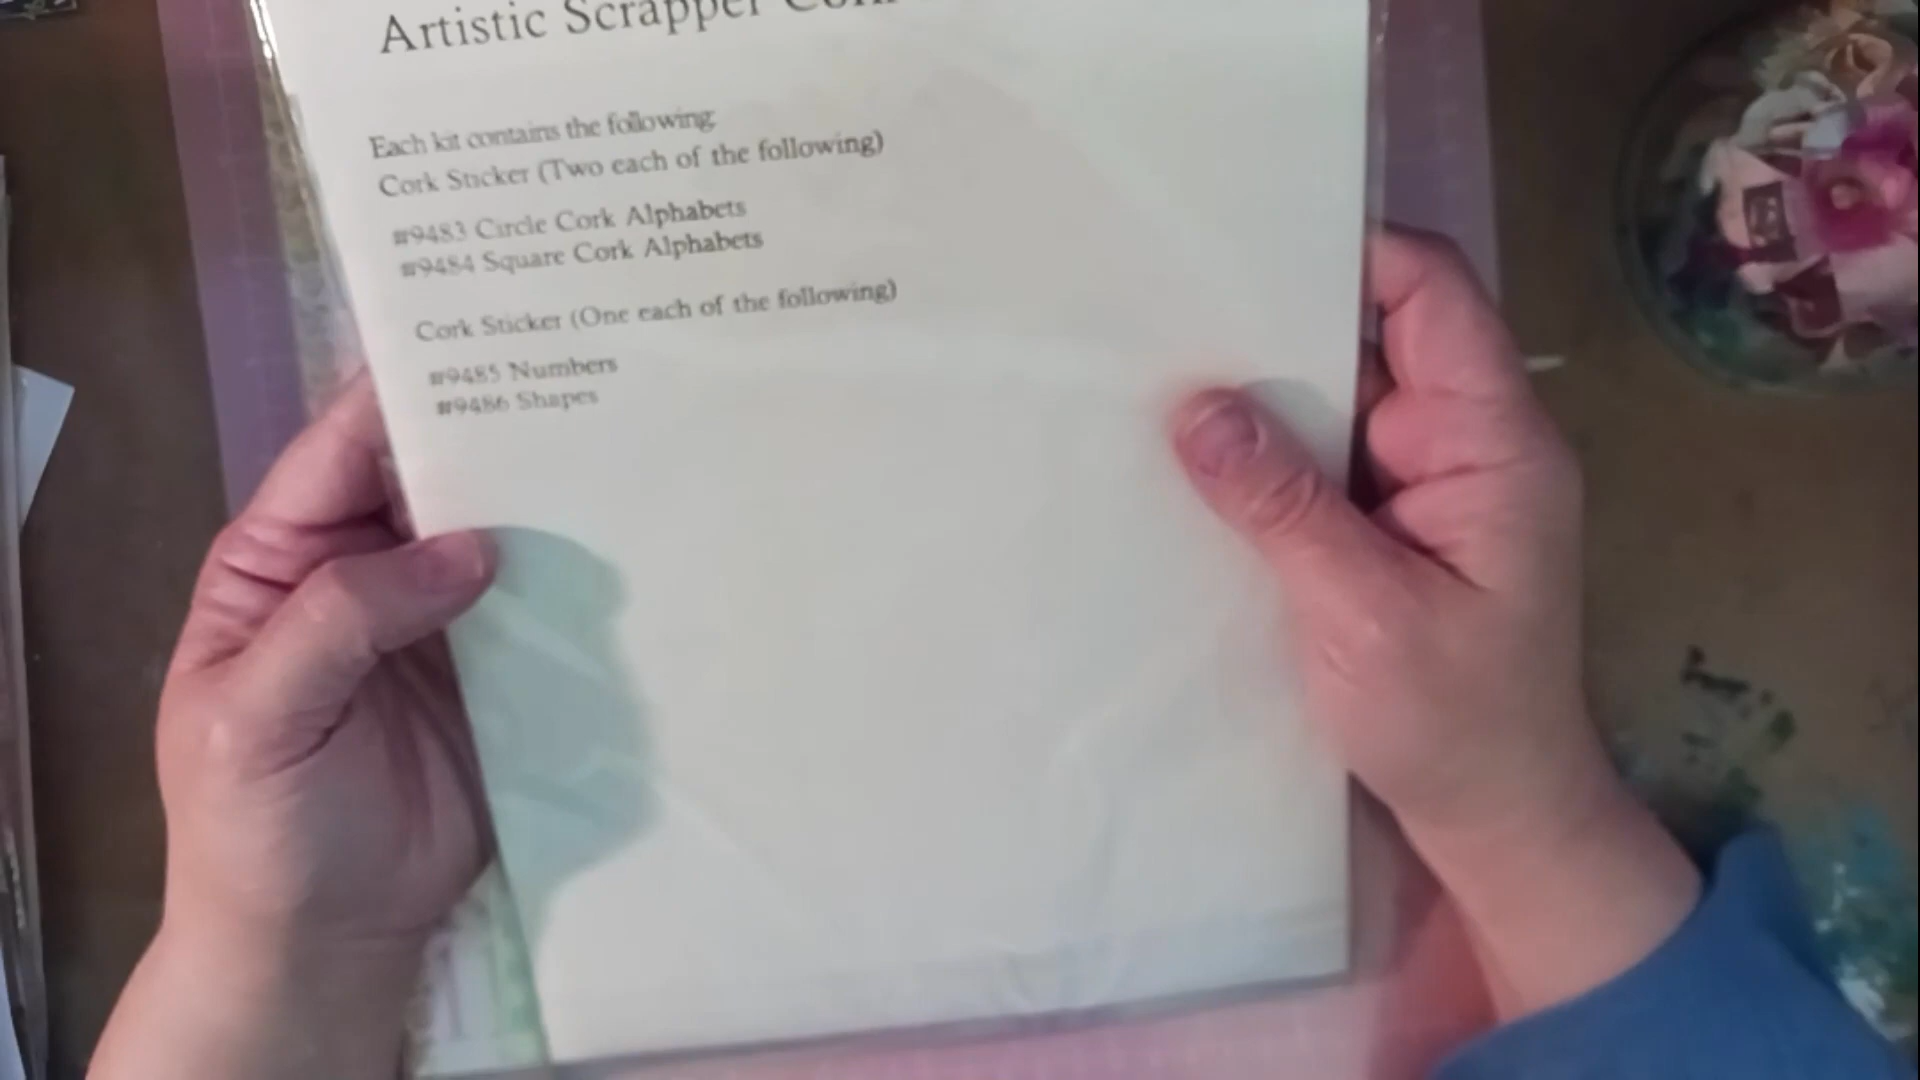 Artistic Scrapper
Each kit contains the following:
Cork Sticker (Two each of the following)
#9483 Circle Cork Alphabets
#9484 Square Cork Alphabets
Cork Sticker (One each of the following)
#9485 Numbers
#9486 Shapes